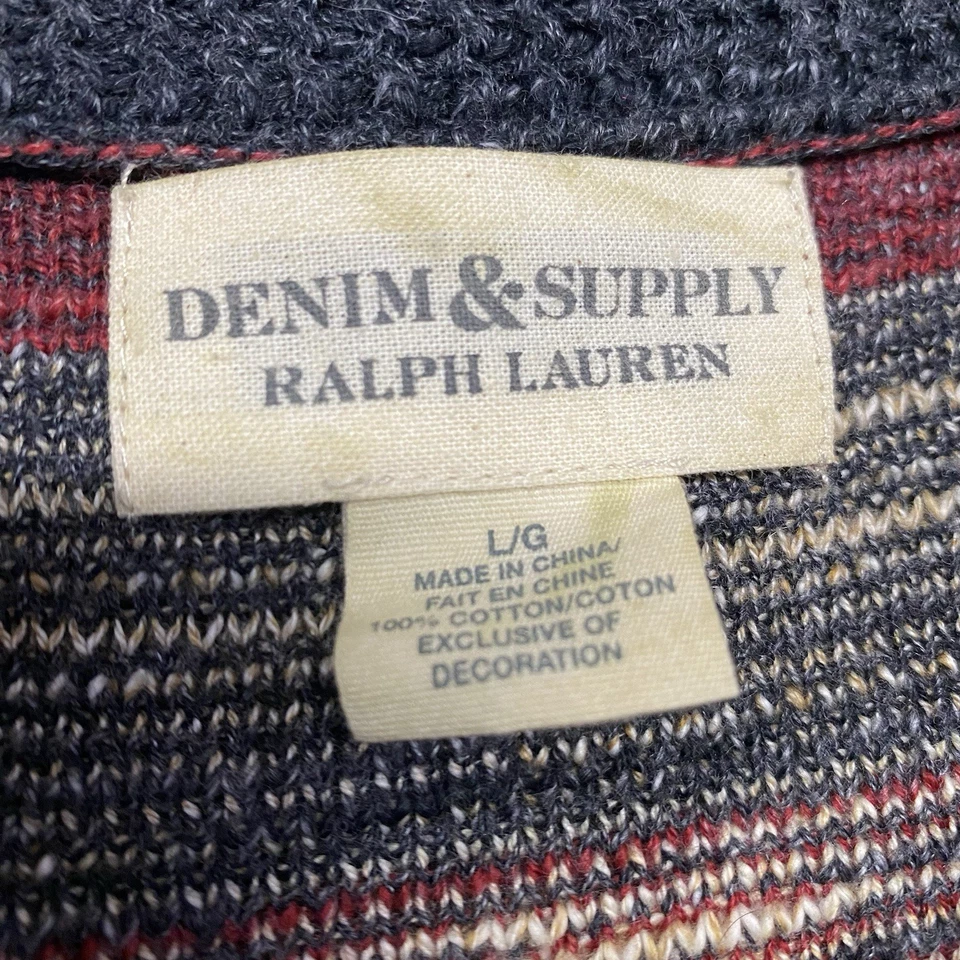 DENIM & SUPPLY
RALPH LAUREN
L/G
MADE IN CHINA/
FAIT EN CHINE
100% COTTON/COTON
EXCLUSIVE OF
DECORATION